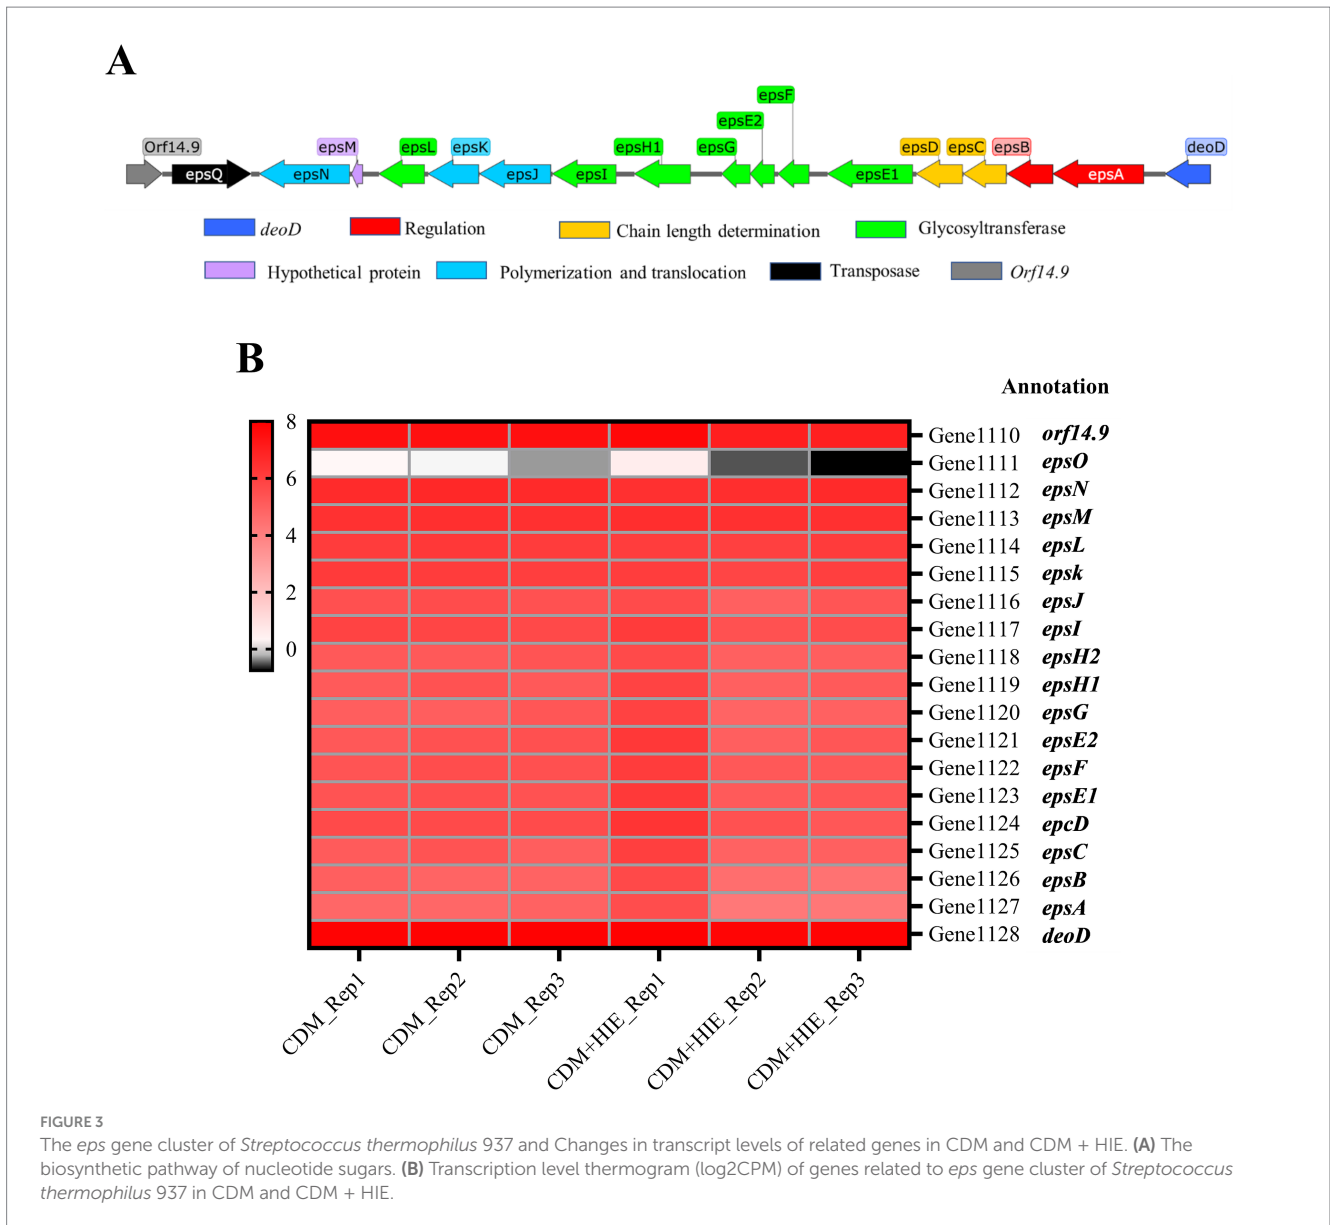 A
epsF
epsE2
Orf14.9
epsM
epsL
epsK
epsH1
epsG
epsD
epsC
epsB
deoD
epsQ
epsN
epsJ
epsI
epsE1
epsA
deoD
Regulation
Chain length determination
Glycosyltransferase
Hypothetical protein
Polymerization and translocation
Transposase
Orf14.9
B
Annotation
8
6
4
2
0
Gene1110 orf14.9
Gene1111 epsO
Gene1112 epsN
Gene1113 epsM
Gene1114 epsL
Gene1115 epsk
Gene1116 epsJ
Gene1117 epsI
Gene1118 epsH2
Gene1119 epsH1
Gene1120 epsG
Gene1121 epsE2
Gene1122 epsF
Gene1123 epsE1
Gene1124 epcD
Gene1125 epsC
Gene1126 epsB
Gene1127 epsA
Gene1128 deoD
CDM_Rep1
CDM_Rep2
CDM_Rep3
CDM+HIE_Rep1
CDM+HIE_Rep2
CDM+HIE_Rep3
FIGURE 3
The eps gene cluster of Streptococcus thermophilus 937 and Changes in transcript levels of related genes in CDM and CDM + HIE. (A) The
biosynthetic pathway of nucleotide sugars. (B) Transcription level thermogram (log2CPM) of genes related to eps gene cluster of Streptococcus
thermophilus 937 in CDM and CDM + HIE.